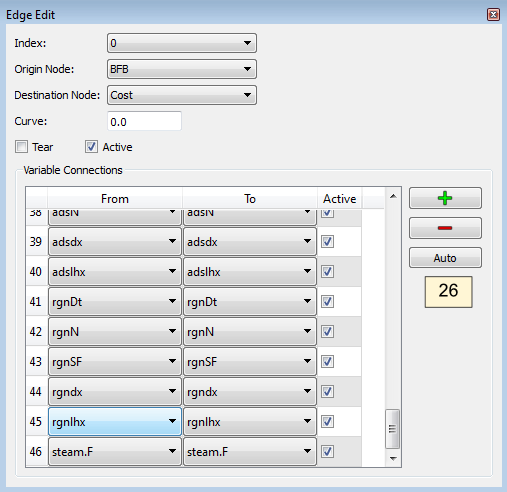 Edge Edit
Index: 0
Origin Node: BFB
Destination Node: Cost
Curve: 0.0
Tear Active
Variable Connections
From To Active
38 adsN adsN
39 adsdx adsdx
40 adslhx adslhx
41 rgnDt rgnDt
42 rgnN rgnN
43 rgnSF rgnSF
44 rgndx rgndx
45 rgnlhx rgnlhx
46 steam.F steam.F
Auto
26